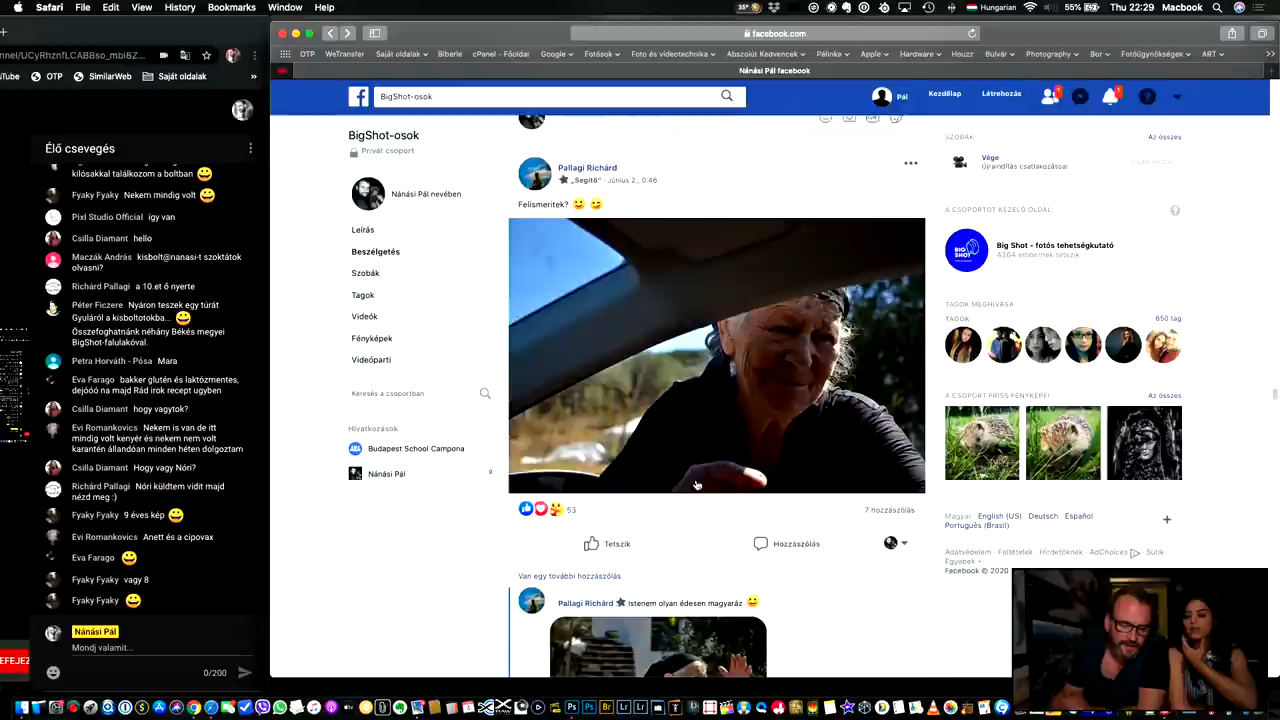 35°
Hungarian
55%
Thu 22:29
Macbook
facebook.com
OTP
WeTransfer
Saját oldalak
Biberle
cPanel - Főoldal
Google
Fotósok
Foto és videotechnika
Abszolút Kedvencek
Pálinka
Apple
Hardware
Houzz
Bulvár
Photography
Bor
Fotóügynökségek
ART
OTP
SimilarWeb
Saját oldalak
Nánási Pál facebook
BigShot-osok
Pál
Kezdőlap
Létrehozás
1
1
Élő csevegés
kilósakkal találkozom a boltban
Fyaky Fyaky Nekem mindig volt
Pixt Studio Official így van
Csilla Diamant hello
Maczák András kisbolt@nanasi-t szoktátok
olvasni?
Richárd Pallagi a 10.et ő nyerte
Péter Ficzere Nyáron teszek egy túrát
Gyuláról a kisboltotokba...
Összefoghatnánk néhány Békés megyei
BigShot-falulakóval.
Petra Horváth - Pósa Mara
Eva Farago bakker glutén és laktózmentes,
dejóóó na majd Rád irok recept ugyben
Csilla Diamant hogy vagytok?
Evi Romankovics Nekem is van de itt
mindig volt kenyér és nekem nem volt
karantén állandóan minden héten dolgoztam
Csilla Diamant Hogy vagy Nóri?
Richárd Pallagi Nóri küldtem vidit majd
nézd meg :)
Fyaky Fyaky 9 éves kép
Evi Romankovics Anett és a cipovax
Eva Farago
Fyaky Fyaky vagy 8
Fyaky Fyaky
Nánási Pál
Mondj valamit...
0/200
BigShot-osok
Privát csoport
Nánási Pál nevében
Leírás
Beszélgetés
Szobák
Tagok
Videók
Fényképek
Videóparti
Keresés a csoportban
Hivatkozások
Budapest School Campona
Nánási Pál
9
Pallagi Richárd
„Segítő” · Június 2., 0:46
Felismeritek?
53
7 hozzászólás
Tetszik
Hozzászólás
Van egy további hozzászólás
Pallagi Richárd Istenem olyan édesen magyaráz
SZOBÁK
Az összes
Vége
Újraindítás csatlakozással
A CSOPORTOT KEZELŐ OLDAL
BIG
SHOT
Big Shot - fotós tehetségkutató
4364 embernek tetszik
TAGOK MEGHÍVÁSA
TAGOK
850 tag
A CSOPORT FRISS FÉNYKÉPEI
Az összes
Magyar · English (US) · Deutsch · Español ·
Português (Brasil)
Adatvédelem · Feltételek · Hirdetőknek · AdChoices · Sütik ·
Egyebek
Facebook © 2020